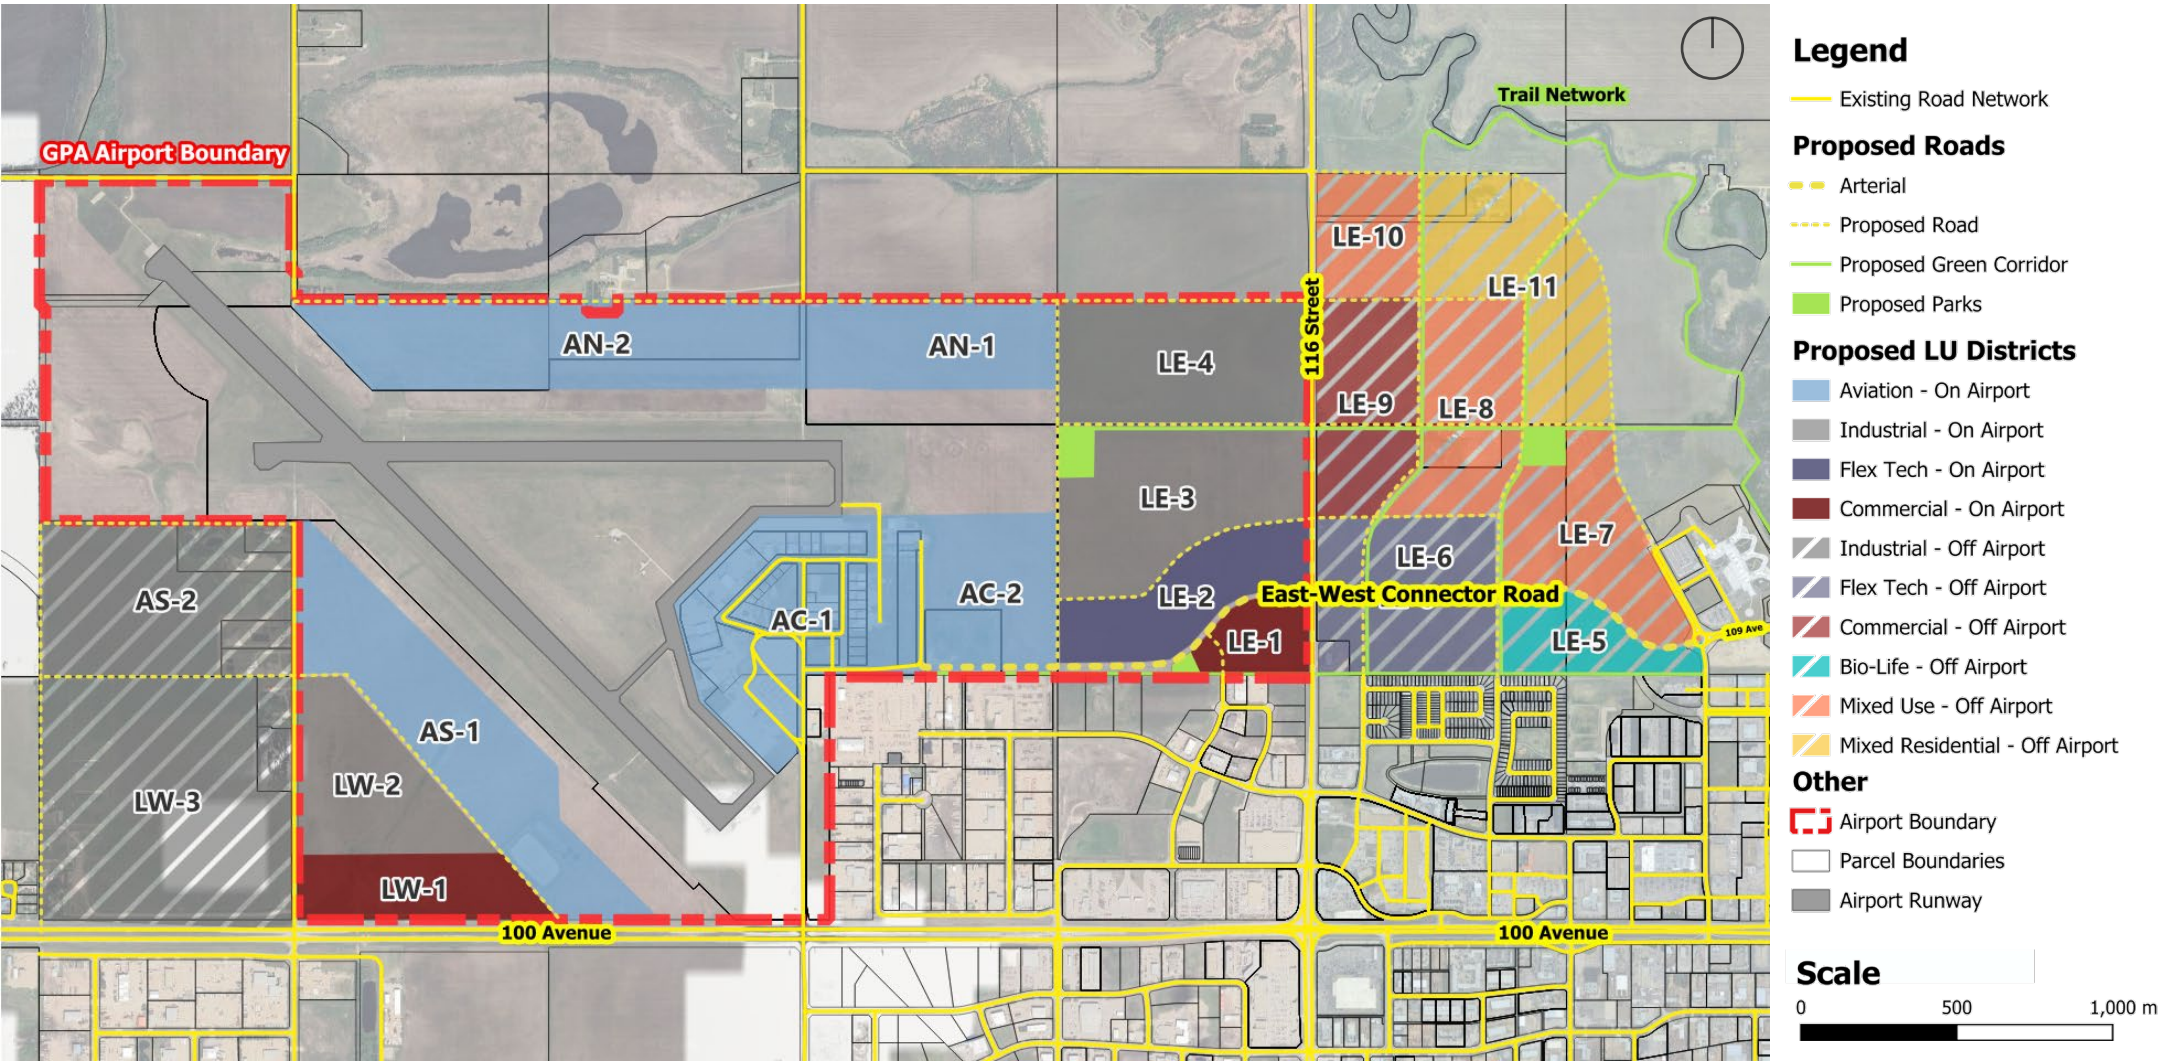 Trail Network
GPA Airport Boundary
LE-10
LE-11
116 Street
AN-2
AN-1
LE-4
LE-9
LE-8
LE-3
LE-7
LE-6
AS-2
AC-1
AC-2
LE-2
East-West Connector Road
LE-1
LE-5
109 Ave
AS-1
LW-2
LW-3
LW-1
100 Avenue
100 Avenue
Legend
Existing Road Network
Proposed Roads
Arterial
Proposed Road
Proposed Green Corridor
Proposed Parks
Proposed LU Districts
Aviation - On Airport
Industrial - On Airport
Flex Tech - On Airport
Commercial - On Airport
Industrial - Off Airport
Flex Tech - Off Airport
Commercial - Off Airport
Bio-Life - Off Airport
Mixed Use - Off Airport
Mixed Residential - Off Airport
Other
Airport Boundary
Parcel Boundaries
Airport Runway
Scale
0 500 1,000 m